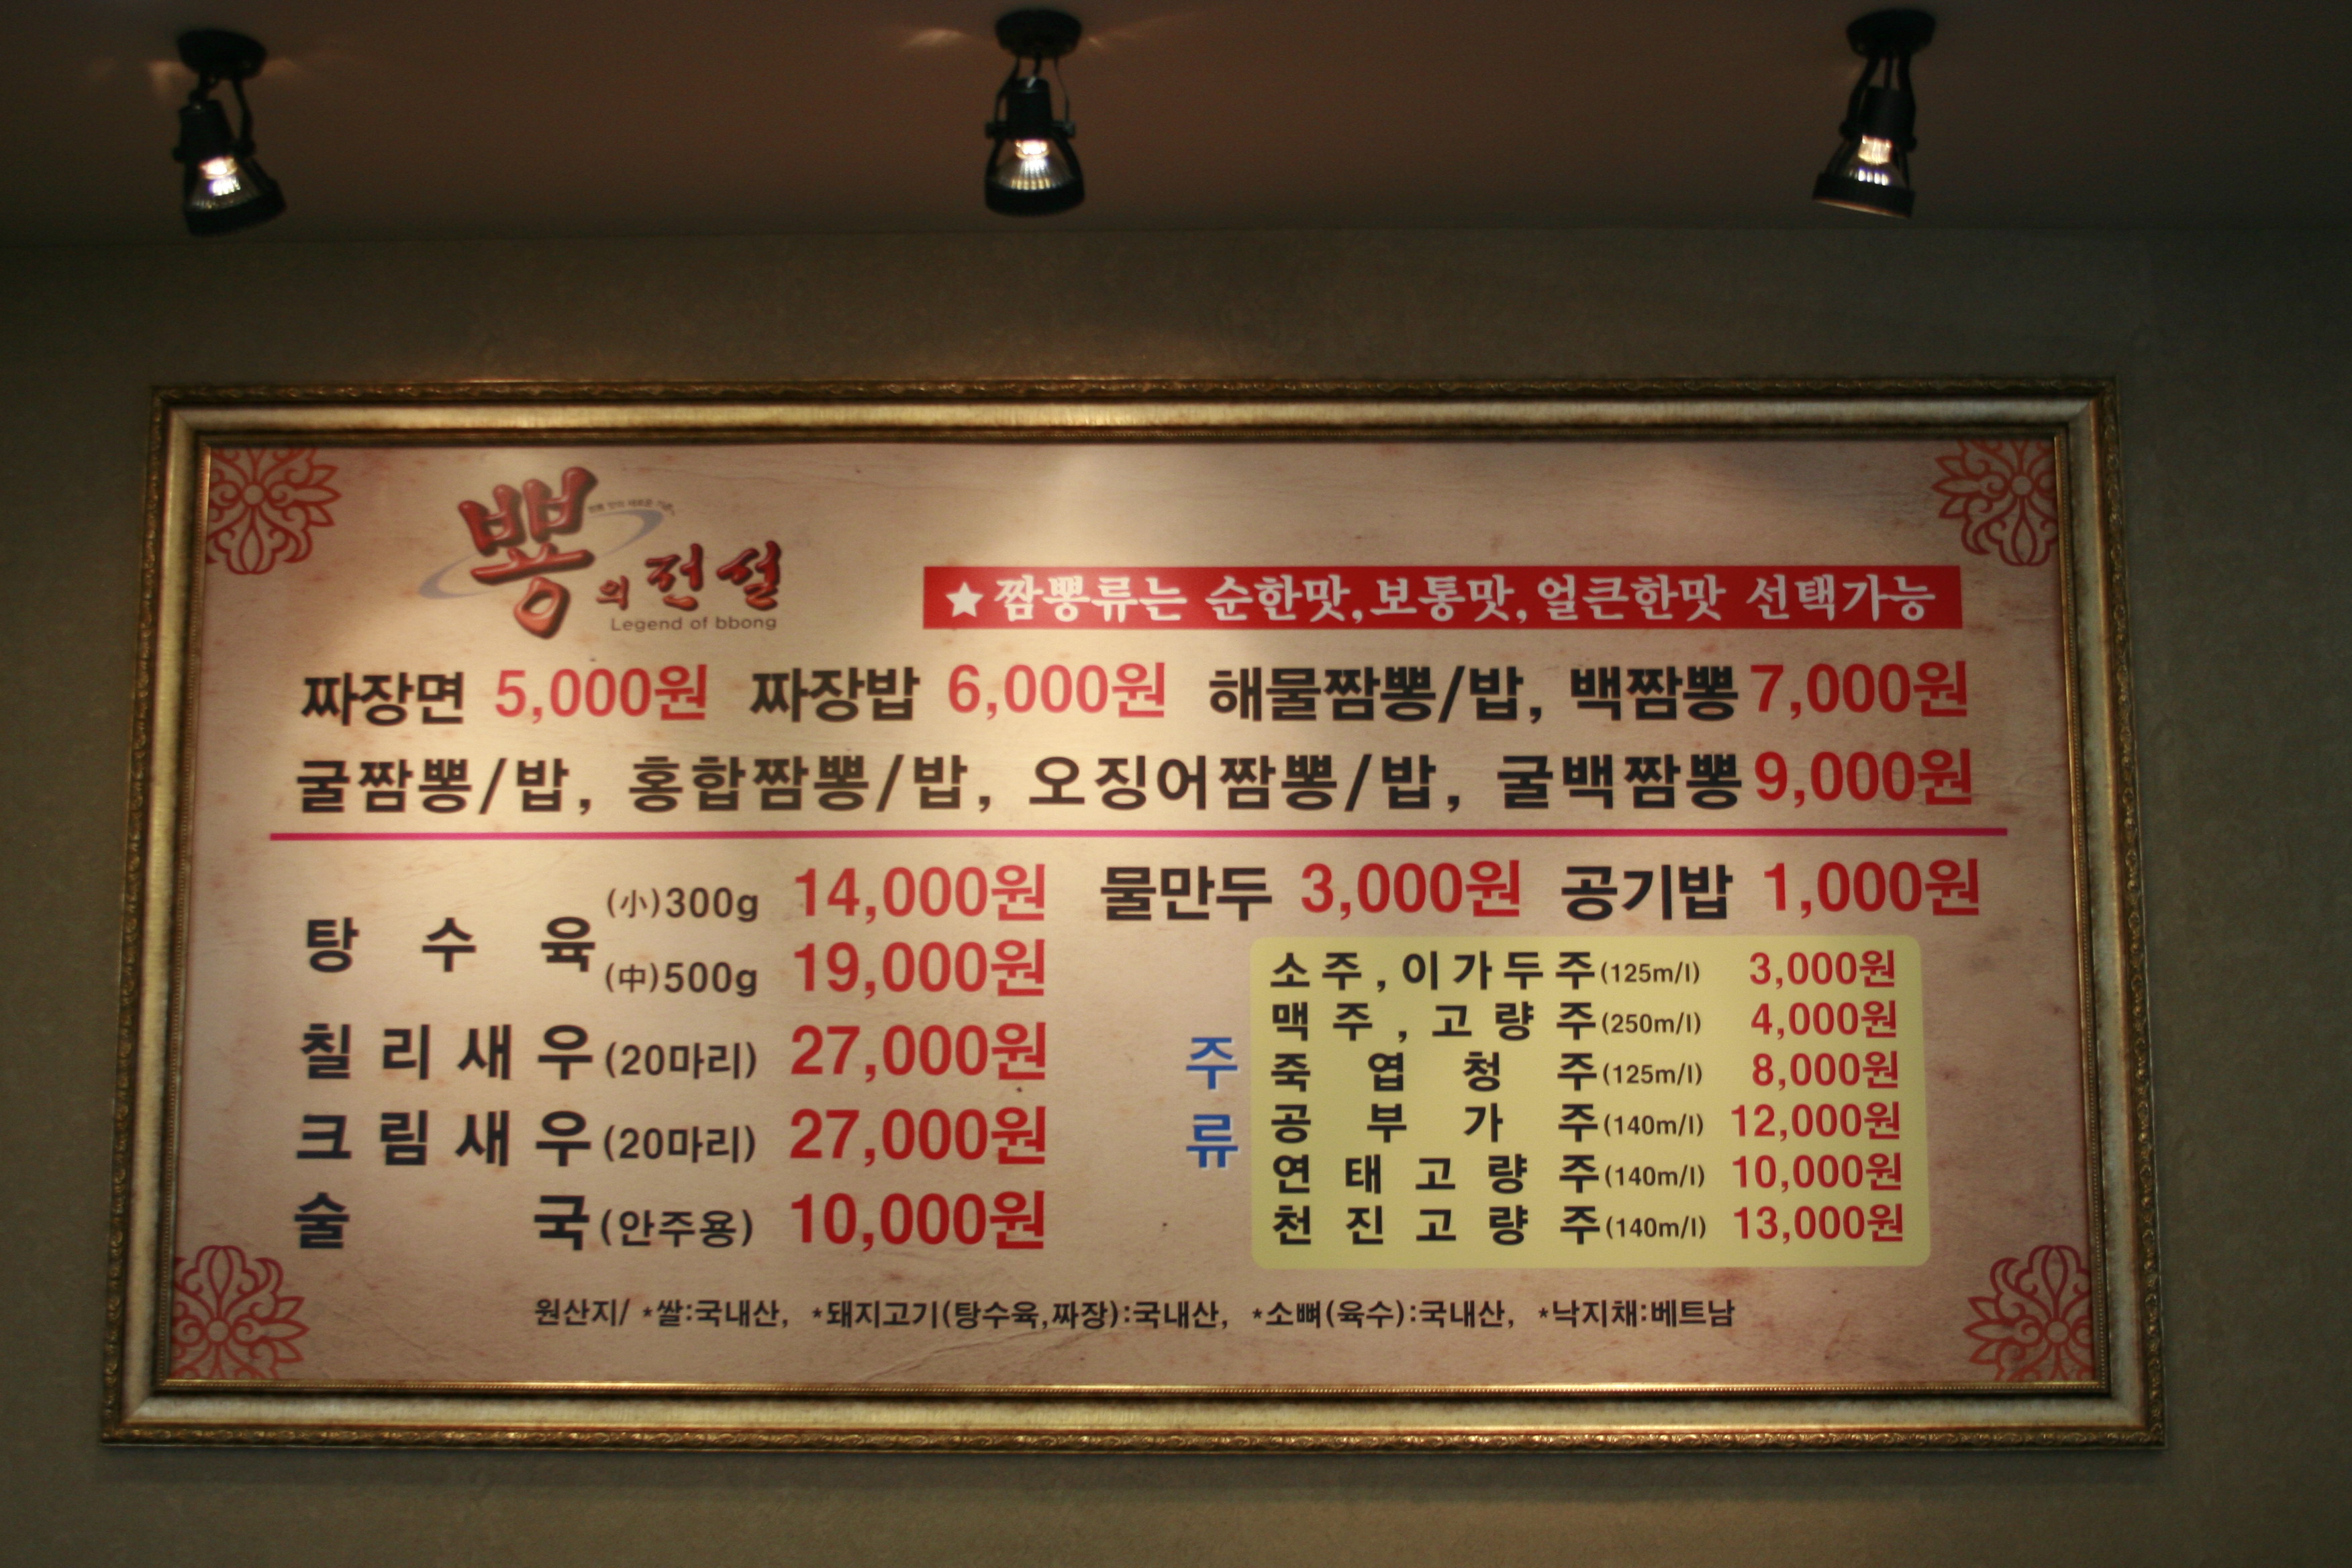 뽕의 전설
Legend of bbong
★짬뽕류는 순한맛,보통맛,얼큰한맛 선택가능
짜장면 5,000원 짜장밥 6,000원 해물짬뽕/밥, 백짬뽕 7,000원
굴짬뽕/밥, 홍합짬뽕/밥, 오징어짬뽕/밥, 굴백짬뽕 9,000원
탕수육 (小)300g 14,000원
(中)500g 19,000원
칠리새우(20마리) 27,000원
크림새우(20마리) 27,000원
술국(안주용) 10,000원
물만두 3,000원 공기밥 1,000원
주류
소주,이가두주(125m/l) 3,000원
맥주,고량주(250m/l) 4,000원
죽엽청주(125m/l) 8,000원
공부가주(140m/l) 12,000원
연태고량주(140m/l) 10,000원
천진고량주(140m/l) 13,000원
원산지/ *쌀:국내산, *돼지고기(탕수육,짜장):국내산, *소뼈(육수):국내산, *낙지채:베트남